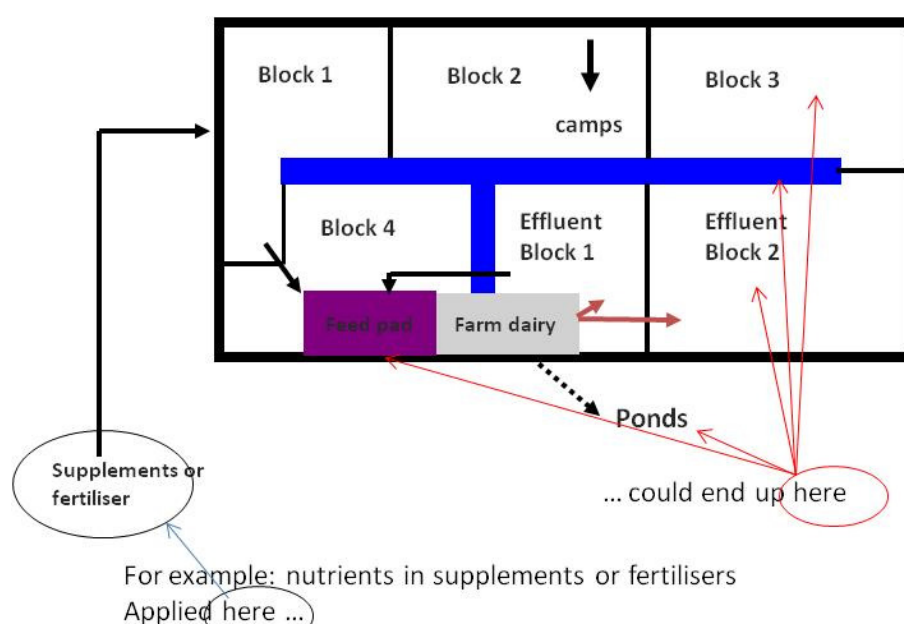 Block 1
Block 2
Block 3
camps
Block 4
Effluent
Block 1
Effluent
Block 2
Feed pad
Farm dairy
Ponds
Supplements or
fertiliser
... could end up here
For example: nutrients in supplements or fertilisers
Applied here ...